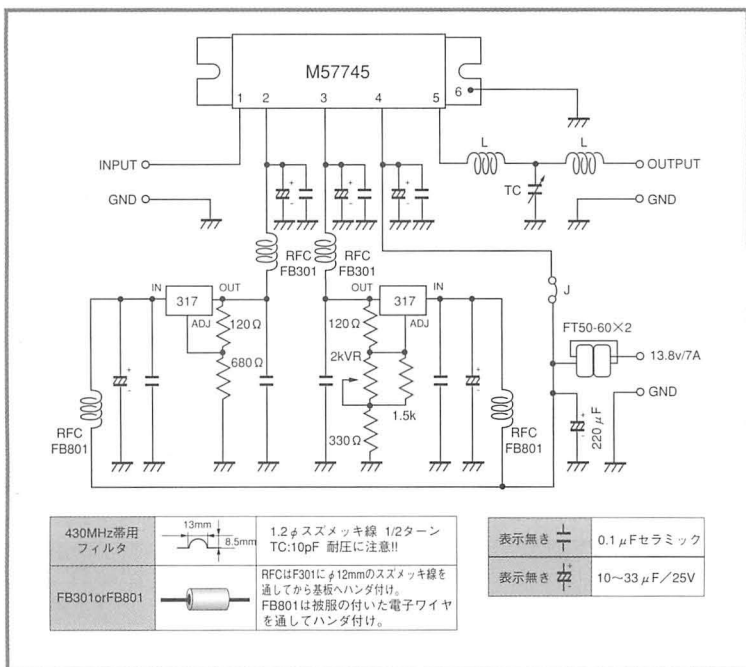 M57745
1
2
3
4
5
6
INPUT
GND
L
L
OUTPUT
TC
GND
RFC
FB301
RFC
FB301
IN
317
OUT
ADJ
120Ω
680Ω
OUT
317
IN
ADJ
120Ω
2kVR
1.5k
330Ω
J
FT50-60×2
13.8v/7A
GND
220μF
RFC
FB801
RFC
FB801
430MHz帯用
フィルタ
13mm
8.5mm
1.2φスズメッキ線 1/2ターン
TC:10pF 耐圧に注意!!
FB301orFB801
RFCはF301にφ12mmのスズメッキ線を
通してから基板へハンダ付け。
FB801は被服の付いた電子ワイヤ
を通してハンダ付け。
表示無き
0.1μFセラミック
表示無き
10〜33μF/25V